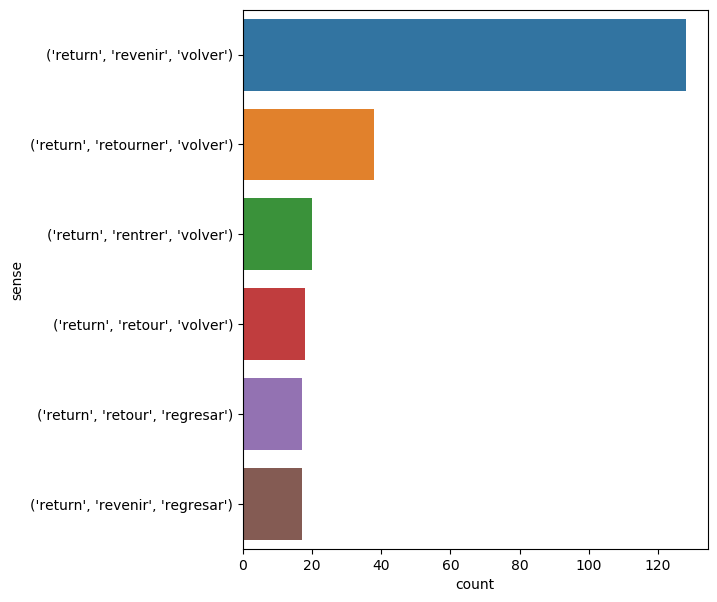 ('return', 'revenir', 'volver')
('return', 'retourner', 'volver')
('return', 'rentrer', 'volver')
('return', 'retour', 'volver')
('return', 'retour', 'regresar')
('return', 'revenir', 'regresar')
sense
0 20 40 60 80 100 120
count